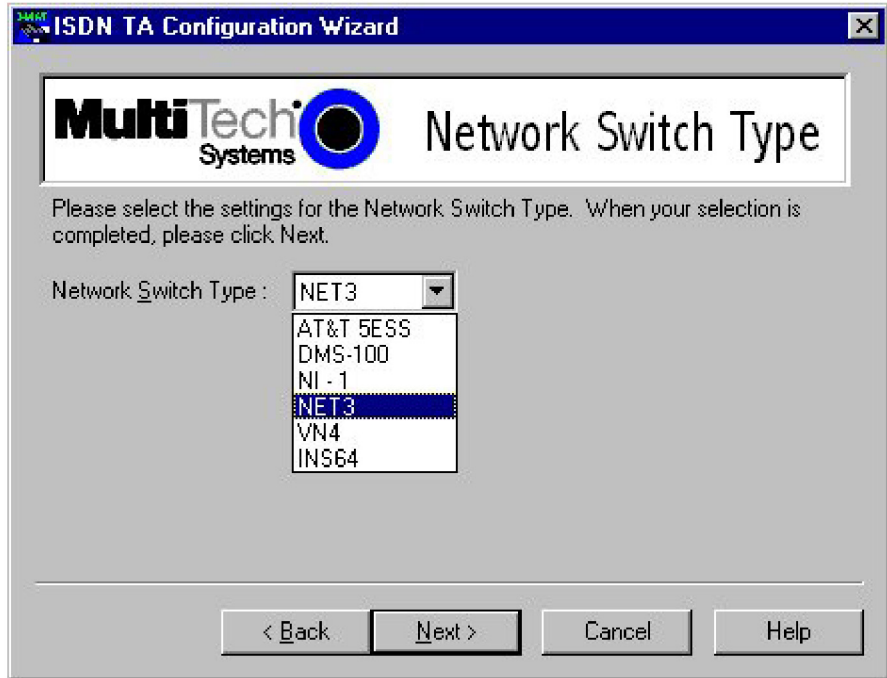 ISDN TA Configuration Wizard
MultiTech Systems
Network Switch Type
Please select the settings for the Network Switch Type. When your selection is
completed, please click Next.
Network Switch Type : NET3
AT&T 5ESS
DMS-100
NI - 1
NET3
VN4
INS64
< Back Next > Cancel Help